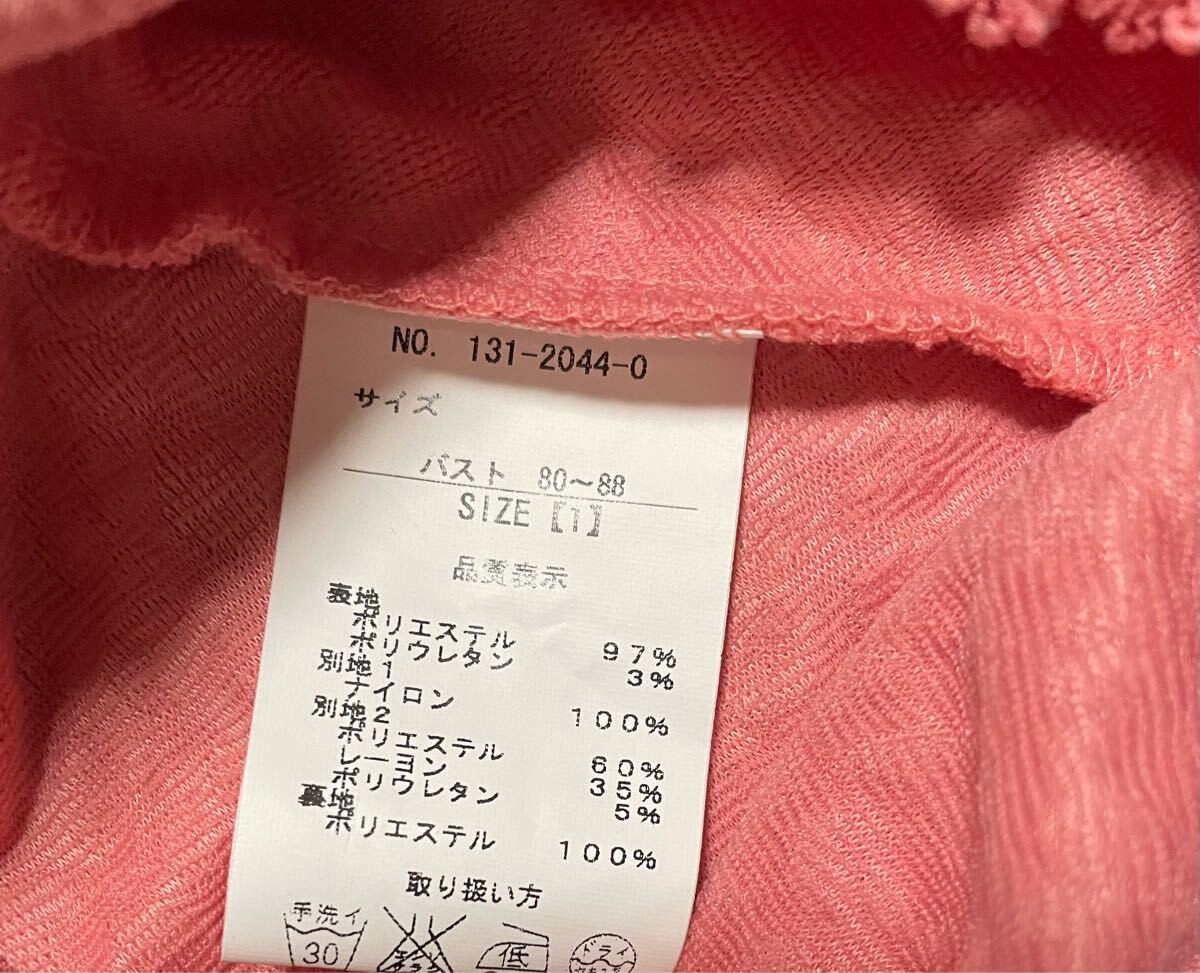 NO. 131-2044-0
サイズ
バスト 80～88
SIZE【1】
品質表示
表地
ポリエステル 97%
ポリウレタン 3%
別地1
ナイロン 100%
別地2
ポリエステル 60%
レーヨン 35%
ポリウレタン 5%
裏地
ポリエステル 100%
取り扱い方
手洗イ
30
低
ドライ